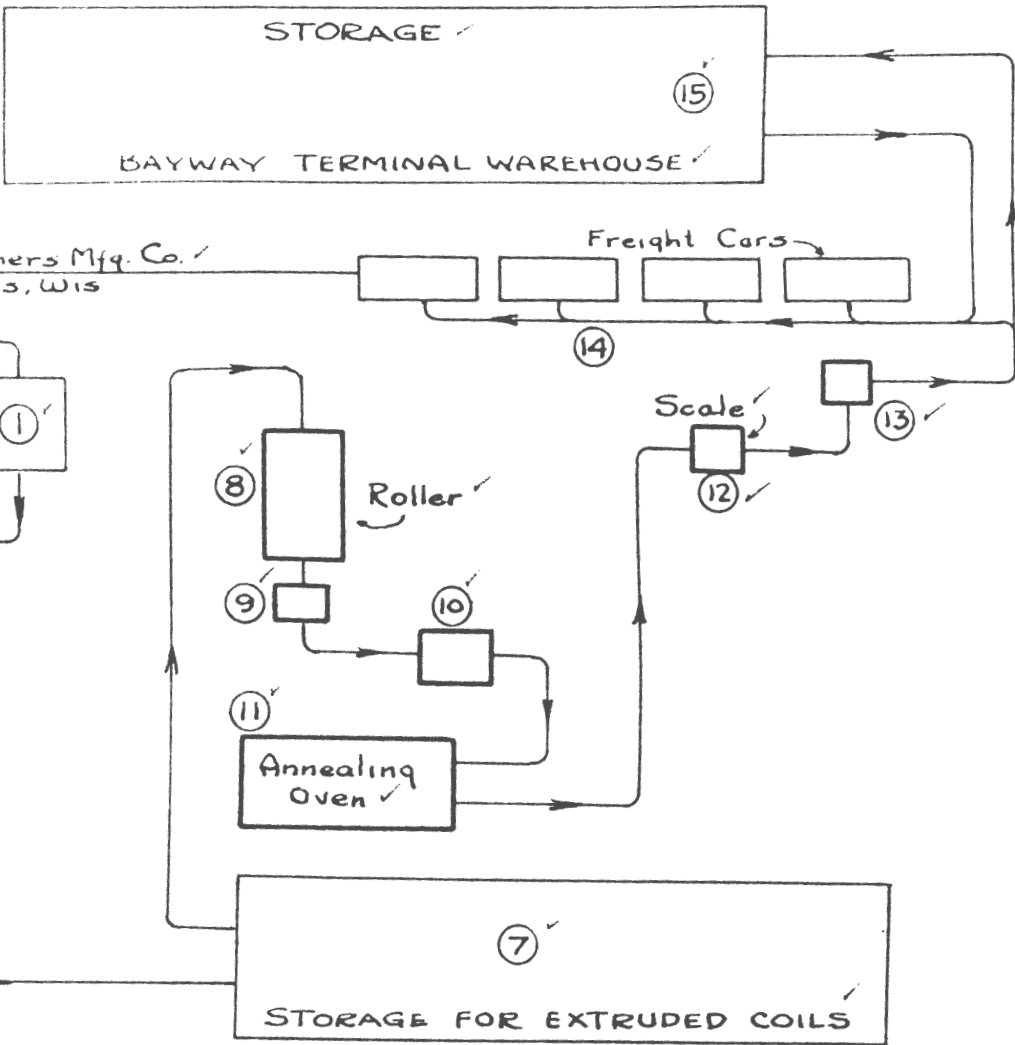 STORAGE
15
BAYWAY TERMINAL WAREHOUSE
Mfg. Co.
Wis
Freight Cars
14
1
13
Scale
12
8
Roller
9
10
11
Annealing
Oven
7
STORAGE FOR EXTRUDED COILS